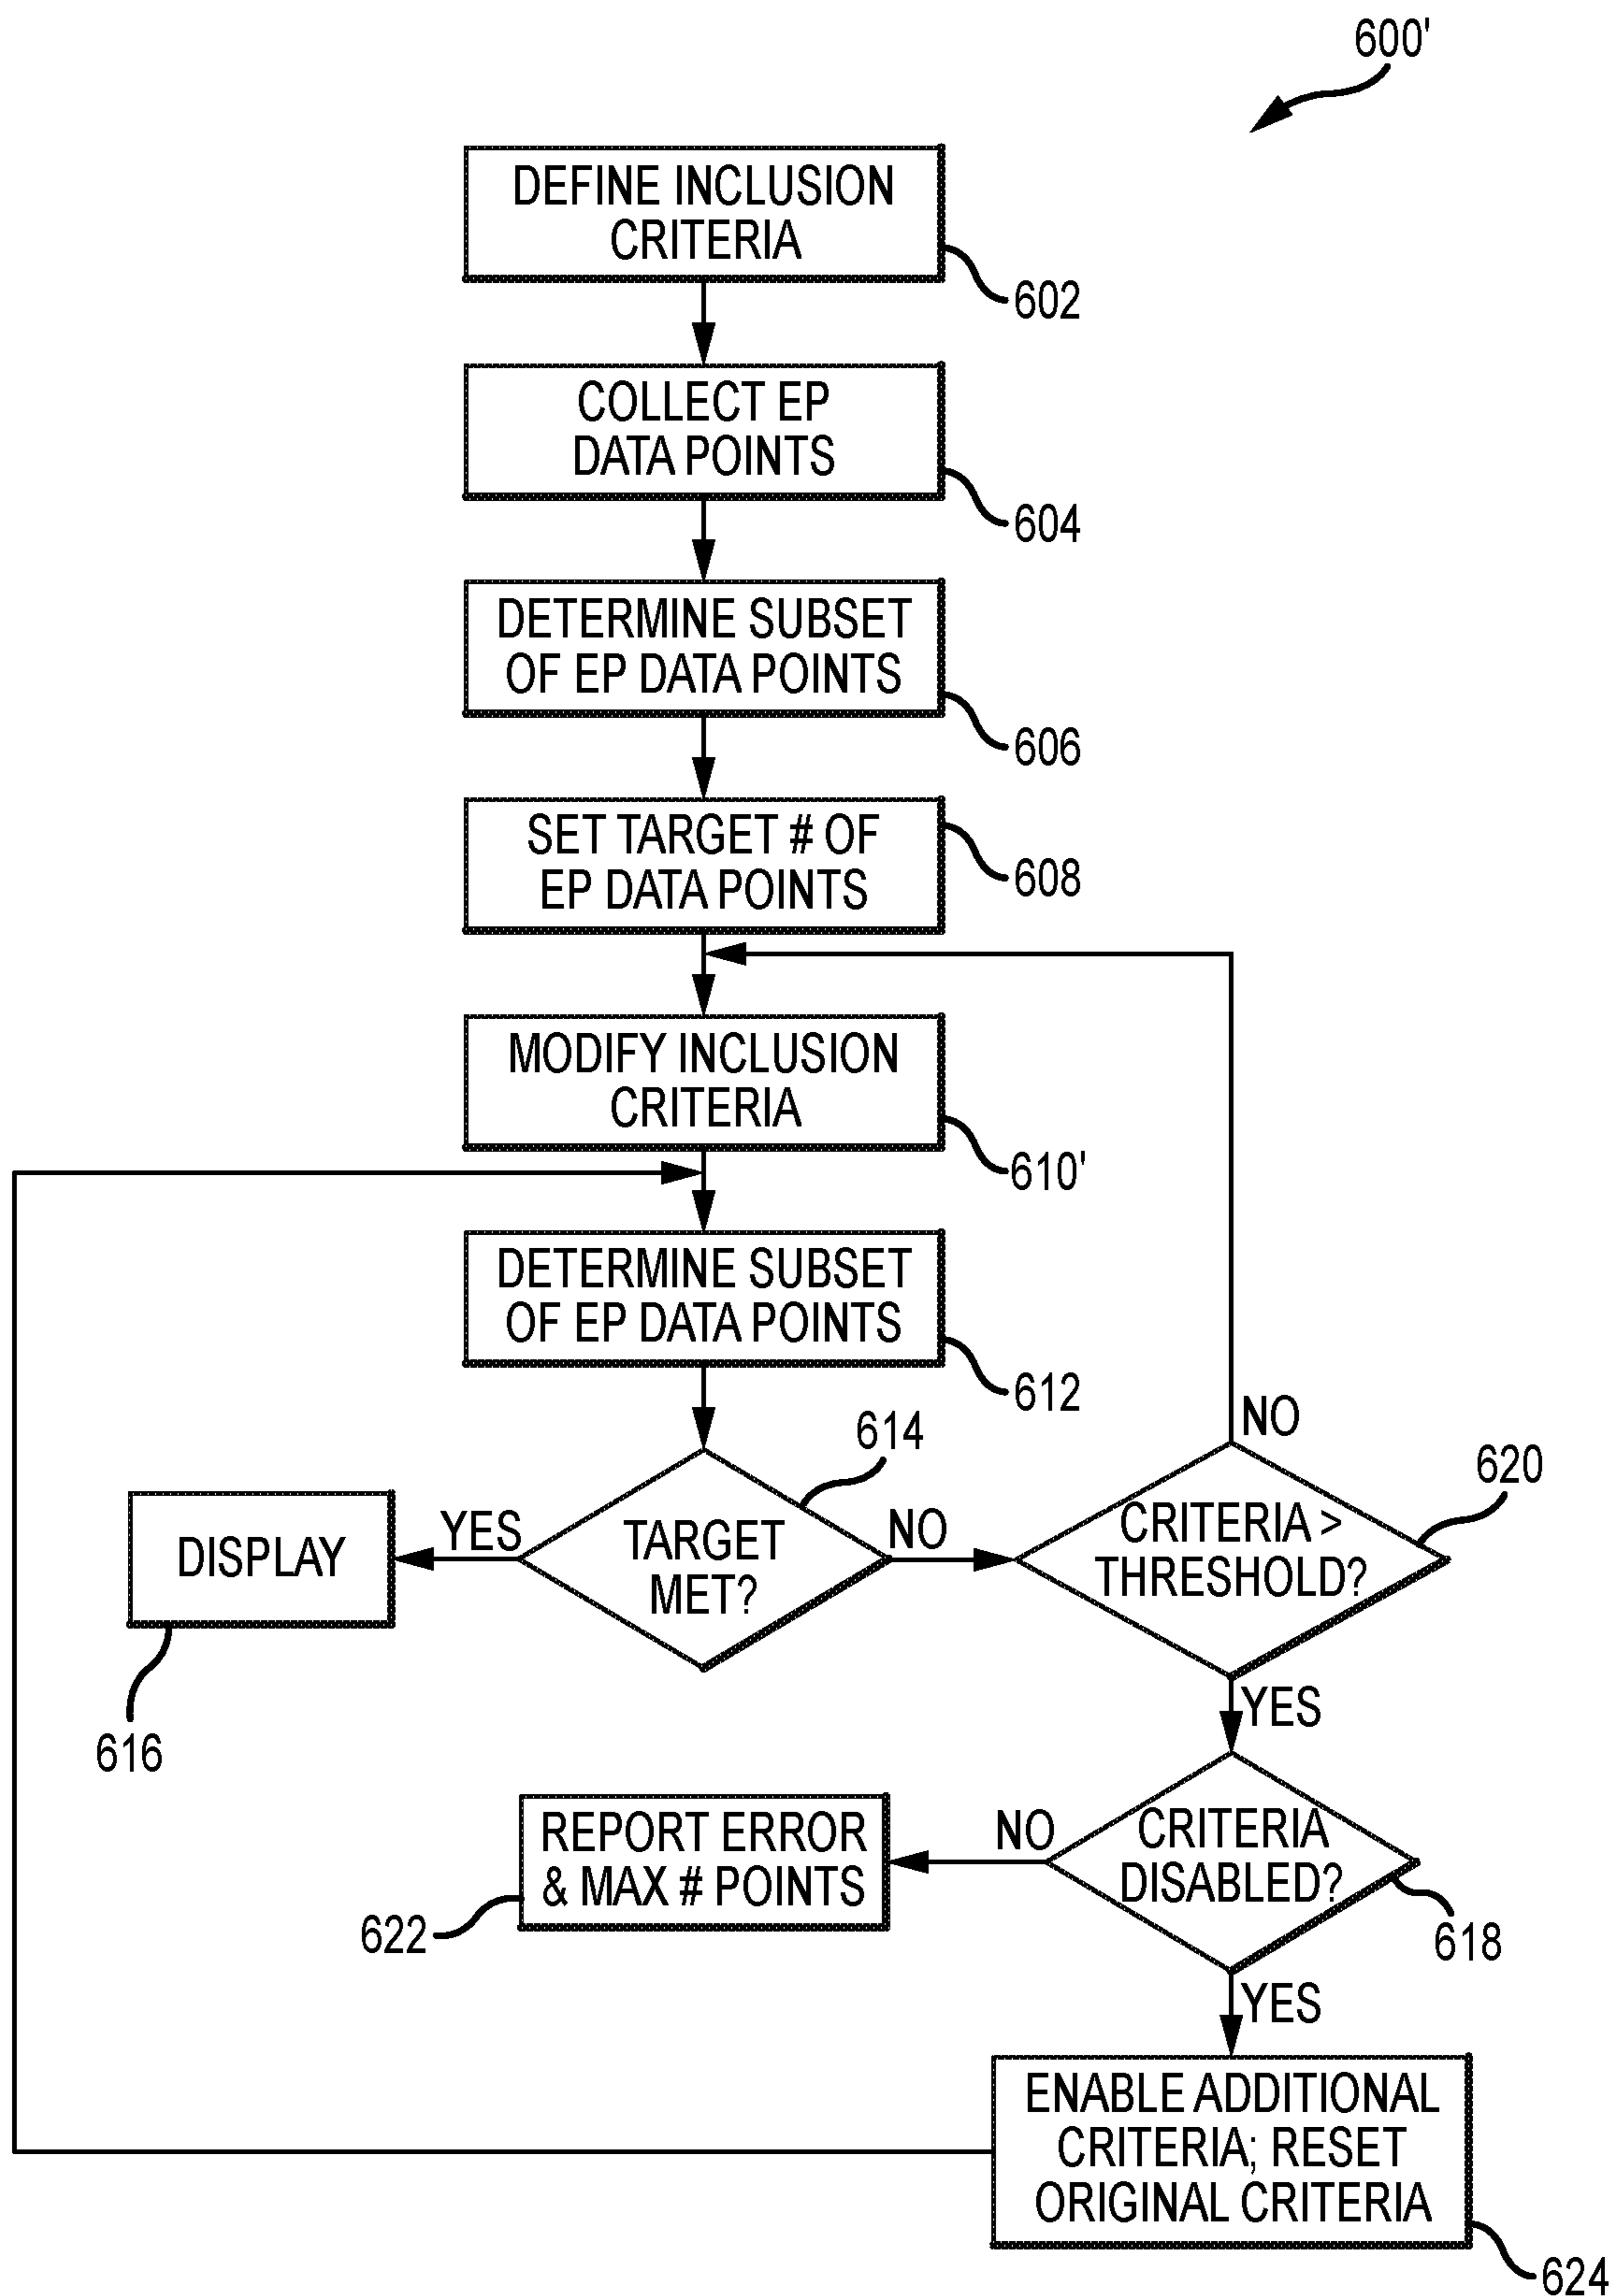 600'
DEFINE INCLUSION
CRITERIA
602
COLLECT EP
DATA POINTS
604
DETERMINE SUBSET
OF EP DATA POINTS
606
SET TARGET # OF
EP DATA POINTS
608
MODIFY INCLUSION
CRITERIA
610'
DETERMINE SUBSET
OF EP DATA POINTS
612
614
TARGET
MET?
YES
DISPLAY
616
NO
CRITERIA >
THRESHOLD?
620
NO
YES
CRITERIA
DISABLED?
618
NO
REPORT ERROR
& MAX # POINTS
622
YES
ENABLE ADDITIONAL
CRITERIA; RESET
ORIGINAL CRITERIA
624